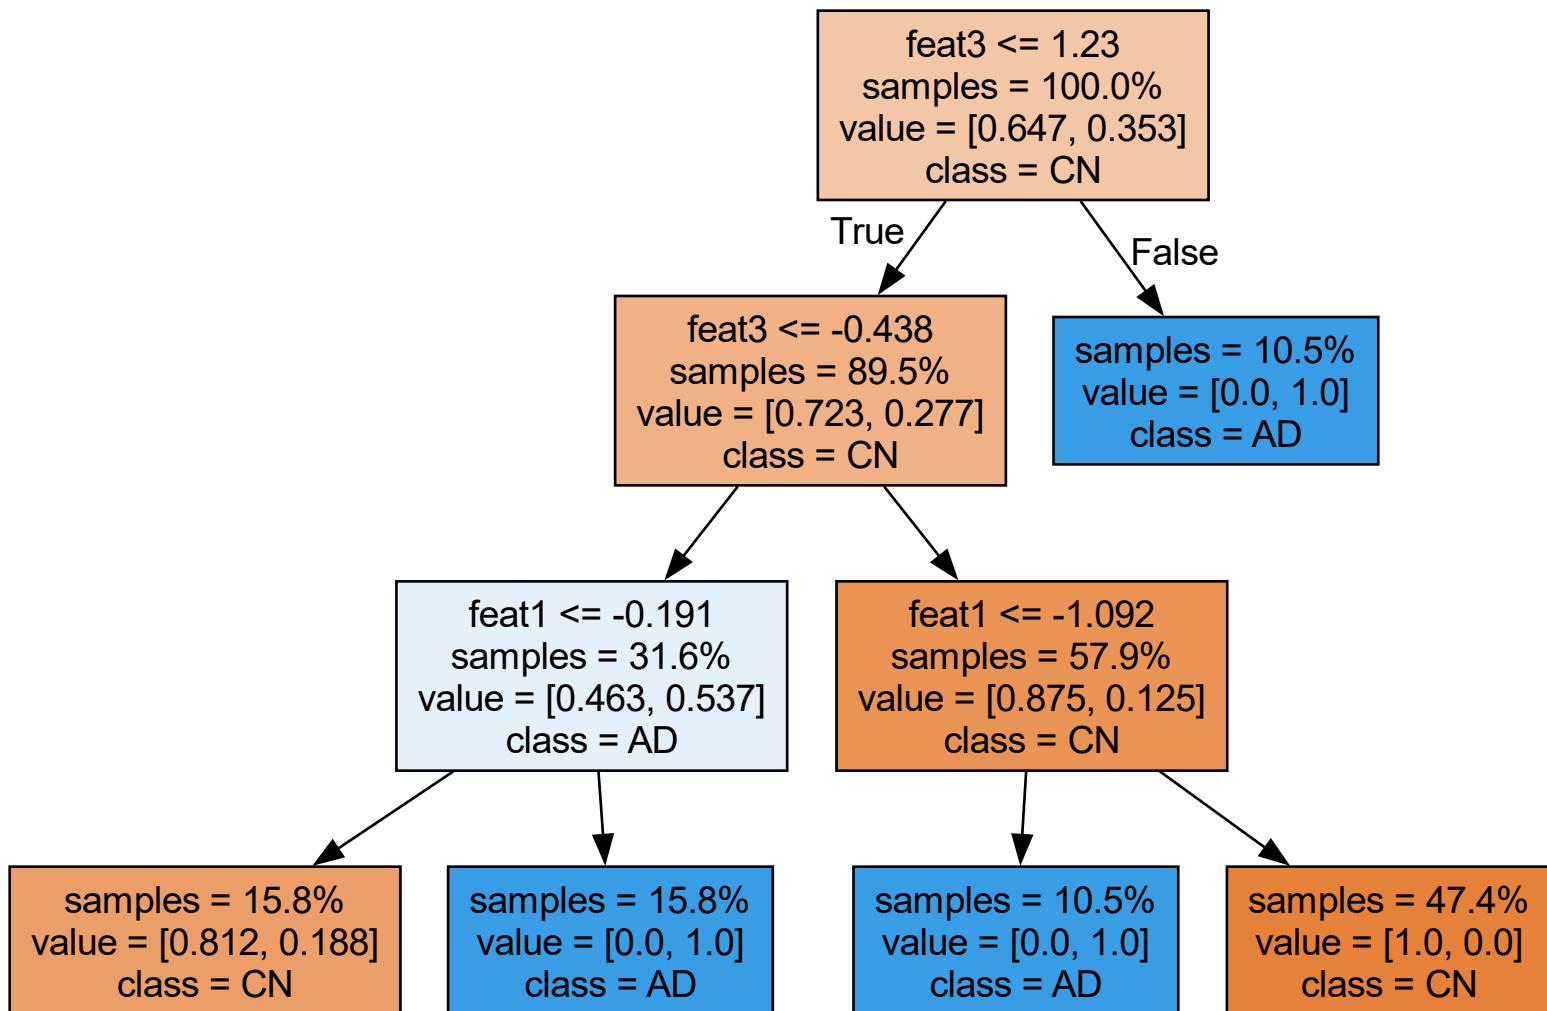 feat3 <= 1.23
samples = 100.0%
value = [0.647, 0.353]
class = CN
True
False
feat3 <= -0.438
samples = 89.5%
value = [0.723, 0.277]
class = CN
samples = 10.5%
value = [0.0, 1.0]
class = AD
feat1 <= -0.191
samples = 31.6%
value = [0.463, 0.537]
class = AD
feat1 <= -1.092
samples = 57.9%
value = [0.875, 0.125]
class = CN
samples = 15.8%
value = [0.812, 0.188]
class = CN
samples = 15.8%
value = [0.0, 1.0]
class = AD
samples = 10.5%
value = [0.0, 1.0]
class = AD
samples = 47.4%
value = [1.0, 0.0]
class = CN